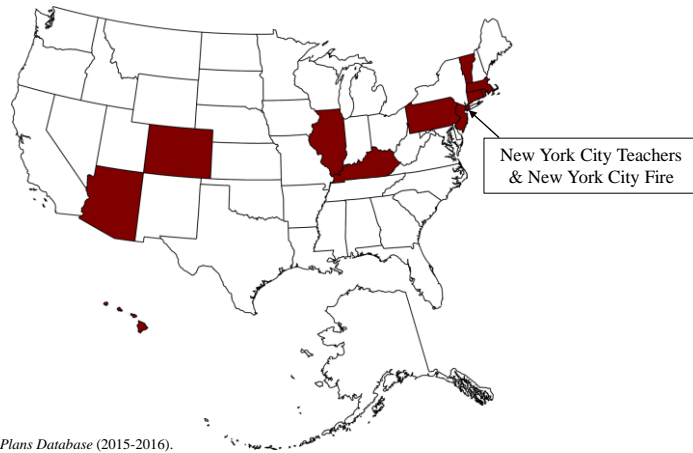 New York City Teachers
& New York City Fire
Plans Database (2015-2016).